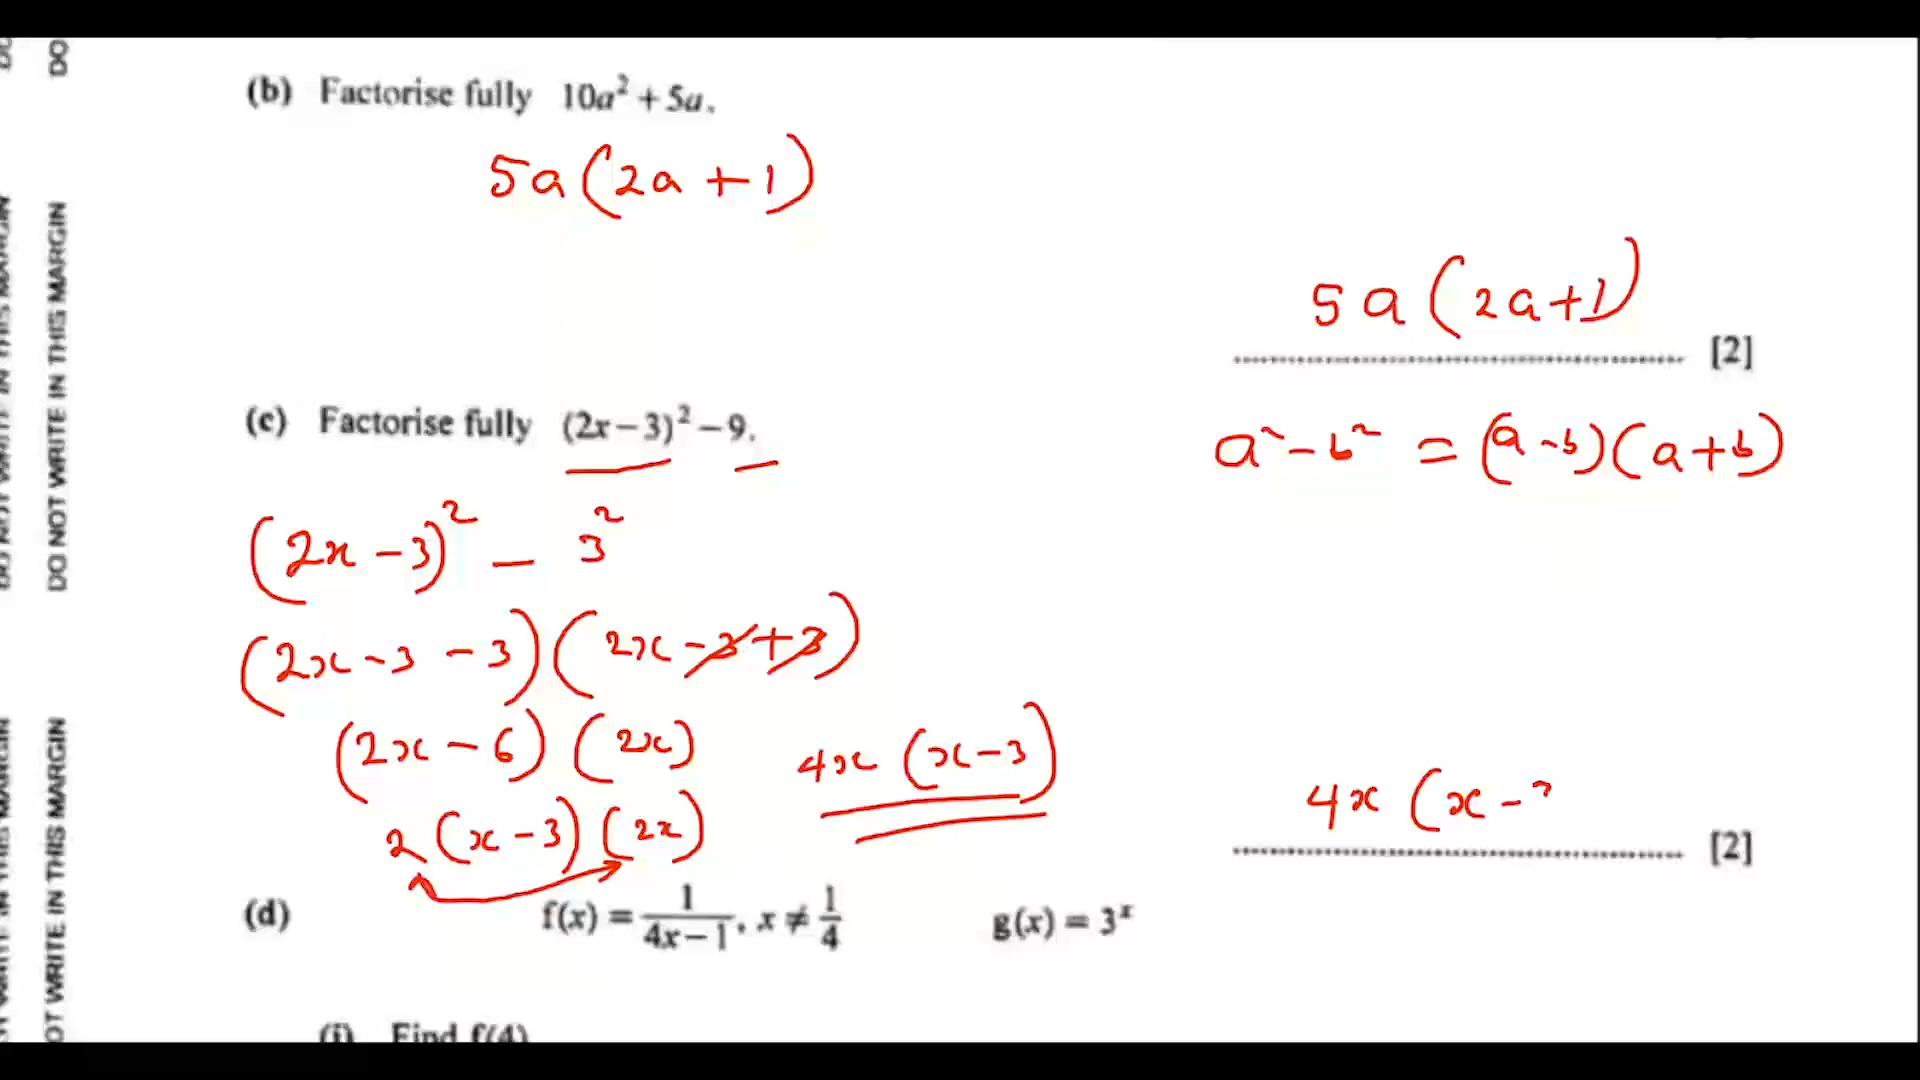 (b) Factorise fully 10a² + 5a.
5a(2a + 1)
5a(2a+1)
[2]
(c) Factorise fully (2x − 3)² − 9.
a² − b² = (a − b)(a + b)
(2x − 3)² − 3²
(2x − 3 − 3)(2x − 3 + 3)
(2x − 6)(2x)
4x(x − 3)
2(x − 3)(2x)
4x(x −
[2]
(d) f(x) = 1/(4x − 1), x ≠ 1/4 g(x) = 3ˣ
(i) Find f(4)
DO NOT WRITE IN THIS MARGIN
DO NOT WRITE IN THIS MARGIN